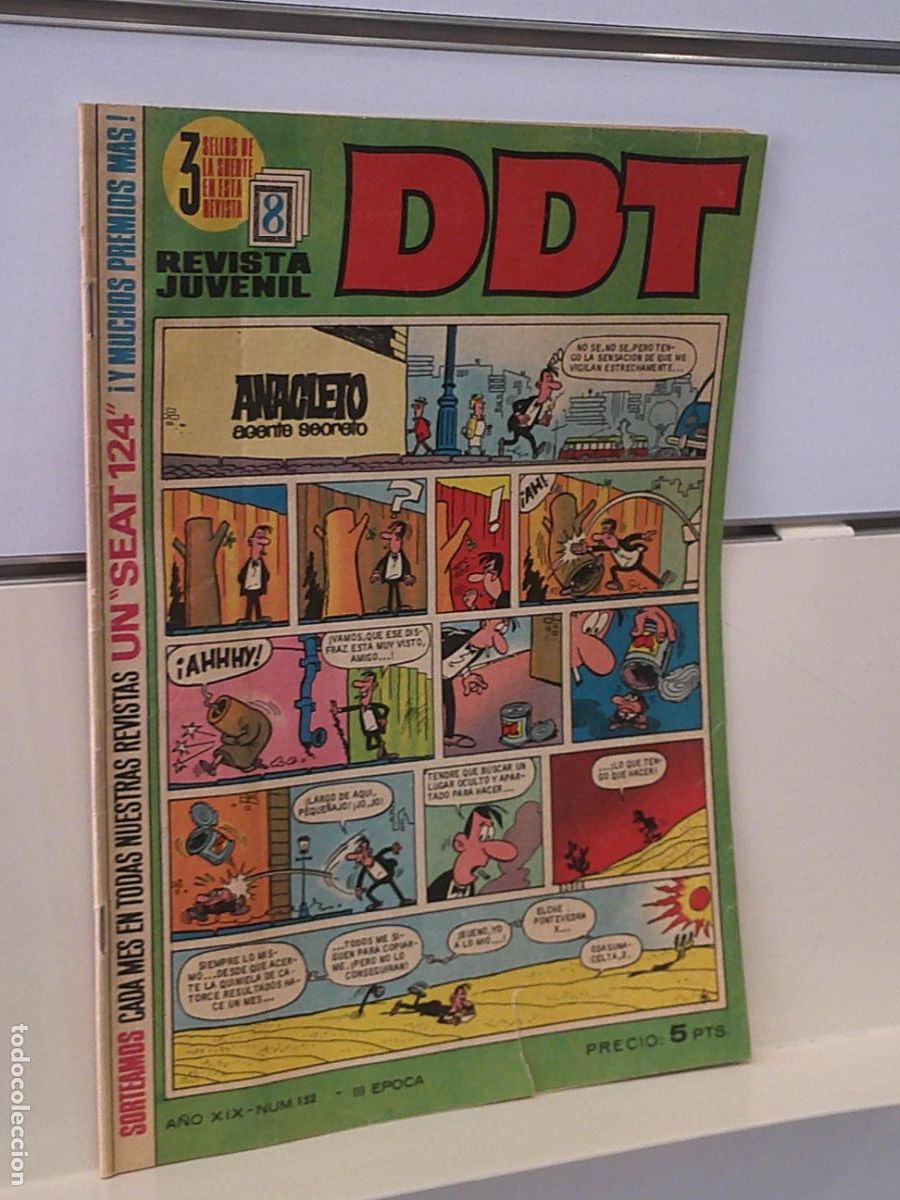 SORTEAMOS CADA MES EN TODAS NUESTRAS REVISTAS UN "SEAT 124" ¡Y MUCHOS PREMIOS MAS!
3
SELLOS DE
LA SUERTE
EN ESTA
REVISTA
8
REVISTA
JUVENIL
DDT
ANACLETO
agente secreto
NO SE, NO SE, PERO TEN-
GO LA SENSACION DE QUE ME
VIGILAN ESTRECHAMENTE...
?
!
¡AH!
¡AHHHY!
¡VAMOS, QUE ESE DIS-
FRAZ ESTA MUY VISTO,
AMIGO...!
¡LARGO DE AQUI,
PEQUEÑAJO! ¡JO, JO!
TENDRE QUE BUSCAR UN
LUGAR OCULTO Y APAR-
TADO PARA HACER...
...¡LO QUE TEN-
GO QUE HACER!
SIEMPRE LO MIS-
MO... DESDE QUE ACER-
TE LA QUINIELA DE CA-
TORCE RESULTADOS HA-
CE UN MES...
...TODOS ME SI-
GUEN PARA COPIAR-
ME. ¡PERO NO LO
CONSEGUIRAN!
¡BUENO, YO
A LO MIO...!
ELCHE -
PONTEVEDRA
X...
OSASUNA-
CELTA, 2.
AÑO XIX - NUM. 133 - III EPOCA
PRECIO: 5 PTS.
todocoleccion